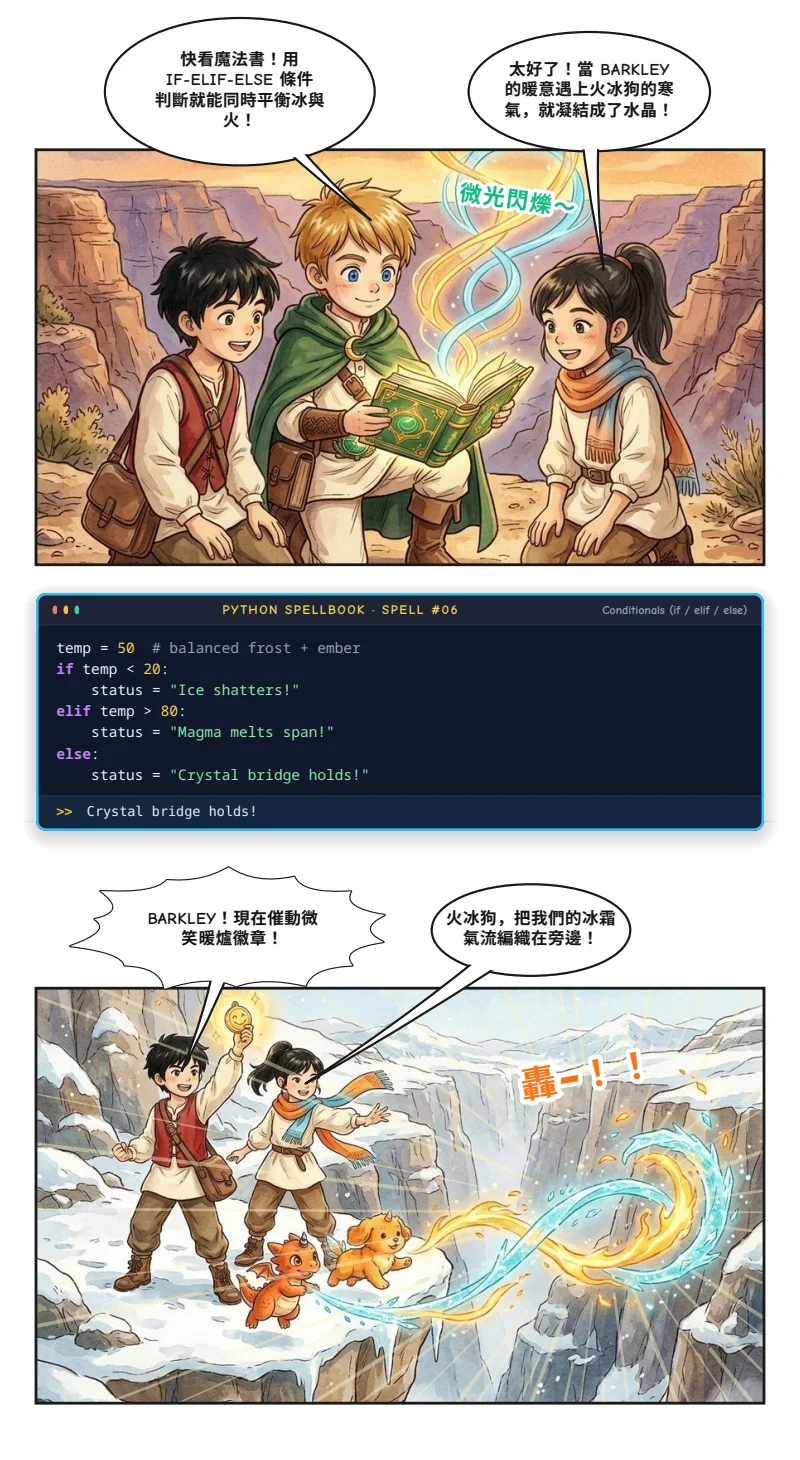 快看魔法書！用
IF-ELIF-ELSE 條件
判斷就能同時平衡冰與
火！
太好了！當 BARKLEY
的暖意遇上火冰狗的寒
氣，就凝結成了水晶！
微光閃爍～
PYTHON SPELLBOOK · SPELL #06
Conditionals (if / elif / else)
temp = 50  # balanced frost + ember
if temp < 20:
    status = "Ice shatters!"
elif temp > 80:
    status = "Magma melts span!"
else:
    status = "Crystal bridge holds!"
>> Crystal bridge holds!
BARKLEY！現在催動微
笑暖爐徽章！
火冰狗，把我們的冰霜
氣流編織在旁邊！
轟-！！